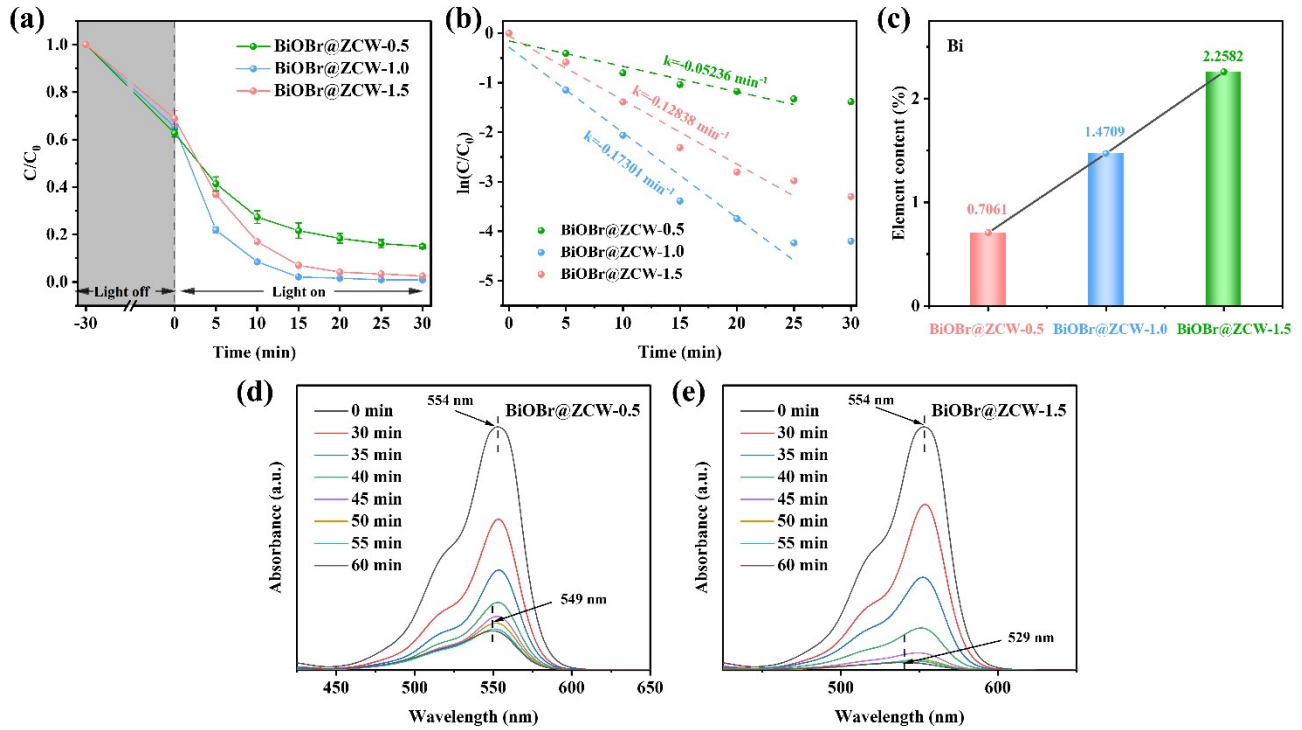 (a)
BiOBr@ZCW-0.5
BiOBr@ZCW-1.0
BiOBr@ZCW-1.5
C/C0
1.0
0.8
0.6
0.4
0.2
0.0
Light off
Light on
-30
0
5
10
15
20
25
30
Time (min)
(b)
ln(C/C0)
0
-1
-2
-3
-4
-5
k=-0.05236 min⁻¹
k=-0.12838 min⁻¹
k=-0.17301 min⁻¹
BiOBr@ZCW-0.5
BiOBr@ZCW-1.0
BiOBr@ZCW-1.5
0
5
10
15
20
25
30
Time (min)
(c)
Bi
Element content (%)
2
1
0
0.7061
1.4709
2.2582
BiOBr@ZCW-0.5
BiOBr@ZCW-1.0
BiOBr@ZCW-1.5
(d)
Absorbance (a.u.)
0 min
30 min
35 min
40 min
45 min
50 min
55 min
60 min
554 nm
BiOBr@ZCW-0.5
549 nm
450
500
550
600
650
Wavelength (nm)
(e)
Absorbance (a.u.)
0 min
30 min
35 min
40 min
45 min
50 min
55 min
60 min
554 nm
BiOBr@ZCW-1.5
529 nm
500
550
600
Wavelength (nm)